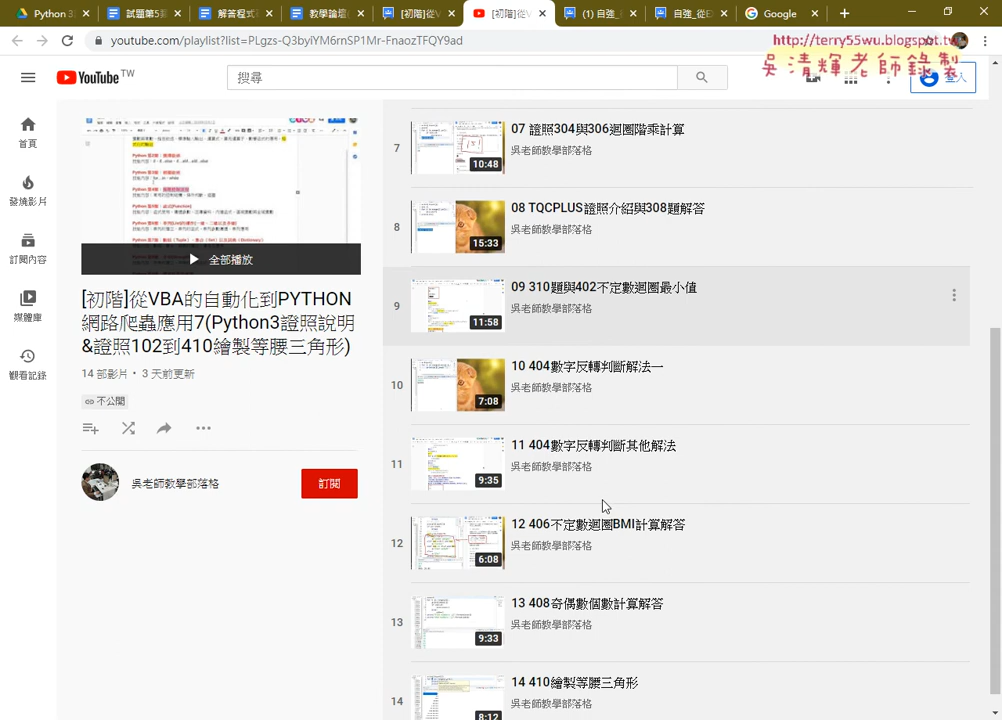 Python 3
試題第5
解答程式
教學論壇
[初階]從V
[初階]從V
(1) 自強_
自強_從E
Google
youtube.com/playlist?list=PLgzs-Q3byiYM6rnSP1Mr-FnaozTFQY9ad
http://terry55wu.blogspot.tw
吳清輝老師錄製
YouTube TW
搜尋
登入
首頁
發燒影片
訂閱內容
媒體庫
觀看記錄
全部播放
[初階]從VBA的自動化到PYTHON
網路爬蟲應用7(Python3證照說明
&證照102到410繪製等腰三角形)
14 部影片・3 天前更新
不公開
吳老師教學部落格
訂閱
7
10:48
07 證照304與306迴圈階乘計算
吳老師教學部落格
8
15:33
08 TQCPLUS證照介紹與308題解答
吳老師教學部落格
9
11:58
09 310題與402不定數迴圈最小值
吳老師教學部落格
10
7:08
10 404數字反轉判斷解法一
吳老師教學部落格
11
9:35
11 404數字反轉判斷其他解法
吳老師教學部落格
12
6:08
12 406不定數迴圈BMI計算解答
吳老師教學部落格
13
9:33
13 408奇偶數個數計算解答
吳老師教學部落格
14
8:12
14 410繪製等腰三角形
吳老師教學部落格